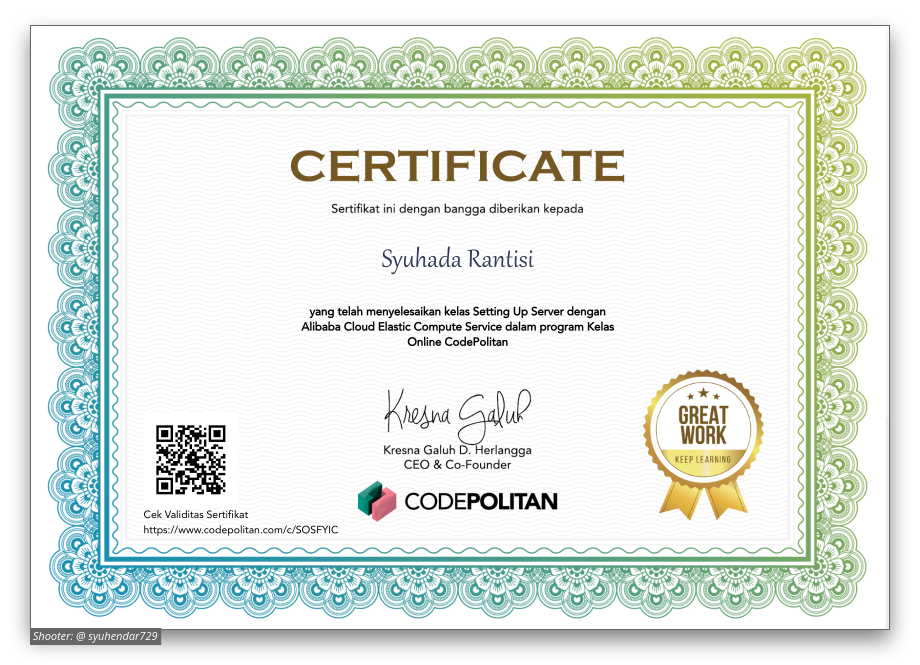 CERTIFICATE
Sertifikat ini dengan bangga diberikan kepada
Syuhada Rantisi
yang telah menyelesaikan kelas Setting Up Server dengan
Alibaba Cloud Elastic Compute Service dalam program Kelas
Online CodePolitan
Kresna Galuh
Kresna Galuh D. Herlangga
CEO & Co-Founder
CODEPOLITAN
GREAT
WORK
KEEP LEARNING
Cek Validitas Sertifikat
https://www.codepolitan.com/c/SOSFYIC
Shooter: @ syuhendar729